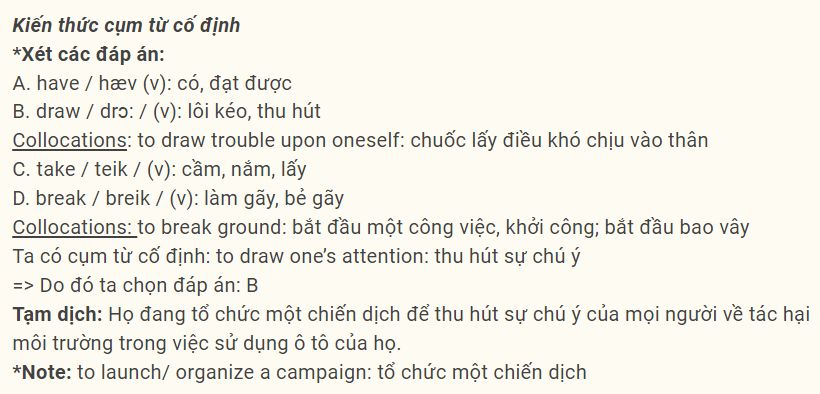 Kiến thức cụm từ cố định
*Xét các đáp án:
A. have / hæv (v): có, đạt được
B. draw / drɔ: / (v): lôi kéo, thu hút
Collocations: to draw trouble upon oneself: chuốc lấy điều khó chịu vào thân
C. take / teik / (v): cầm, nắm, lấy
D. break / breik / (v): làm gãy, bẻ gãy
Collocations: to break ground: bắt đầu một công việc, khởi công; bắt đầu bao vây
Ta có cụm từ cố định: to draw one’s attention: thu hút sự chú ý
=> Do đó ta chọn đáp án: B
Tạm dịch: Họ đang tổ chức một chiến dịch để thu hút sự chú ý của mọi người về tác hại
môi trường trong việc sử dụng ô tô của họ.
*Note: to launch/ organize a campaign: tổ chức một chiến dịch